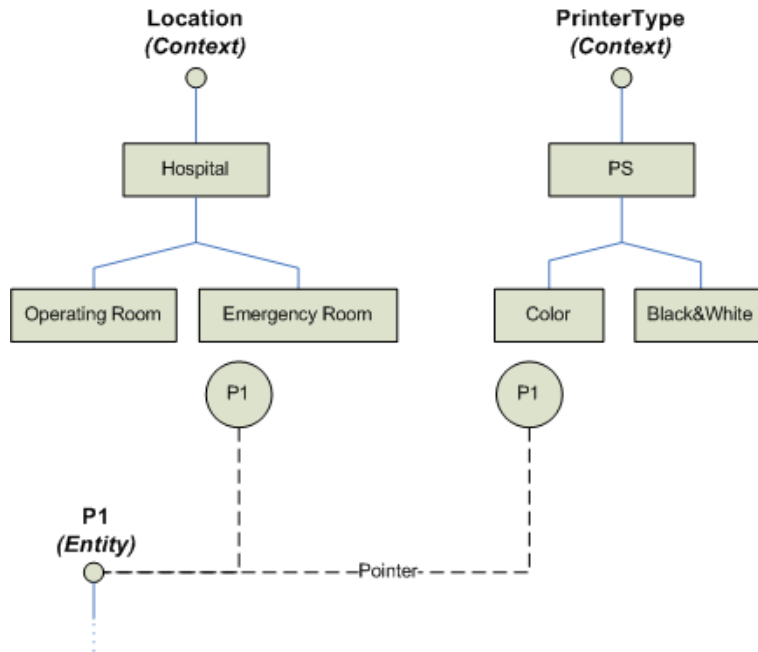 Location
(Context)
PrinterType
(Context)
Hospital
PS
Operating Room
Emergency Room
Color
Black&White
P1
P1
P1
(Entity)
Pointer